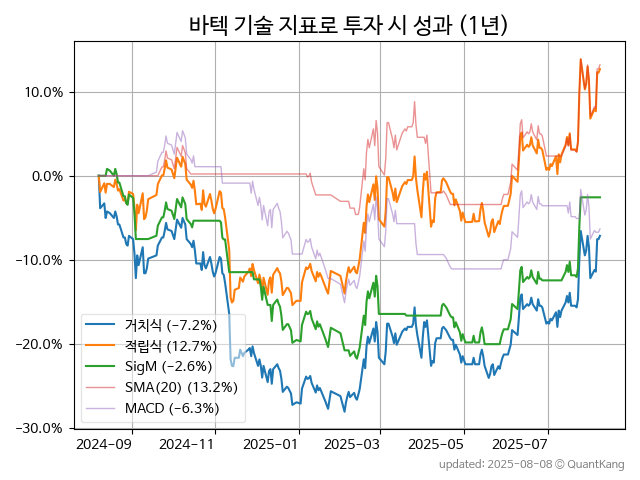 바텍 기술 지표로 투자 시 성과 (1년)
10.0%
0.0%
−10.0%
−20.0%
−30.0%
거치식 (−7.2%)
적립식 (12.7%)
SigM (−2.6%)
SMA(20) (13.2%)
MACD (−6.3%)
2024-09
2024-11
2025-01
2025-03
2025-05
2025-07
updated: 2025-08-08 © QuantKang